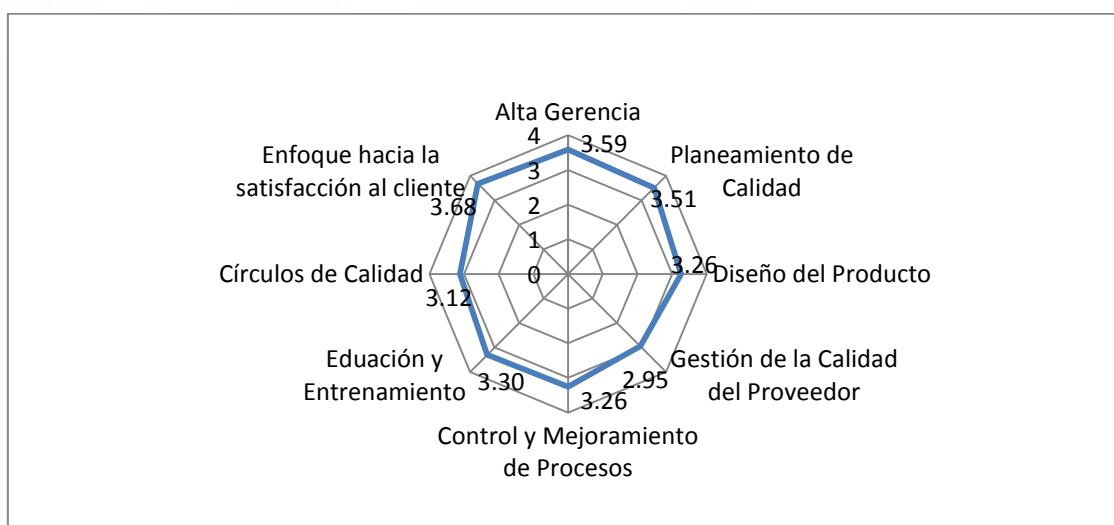 Alta Gerencia
4
3.59
Enfoque hacia la
satisfacción al cliente
3.68
Planeamiento de
Calidad
3.51
3
2
1
0
Círculos de Calidad
3.12
3.26
Diseño del Producto
Eduación y
Entrenamiento
3.30
Gestión de la Calidad
del Proveedor
2.95
3.26
Control y Mejoramiento
de Procesos